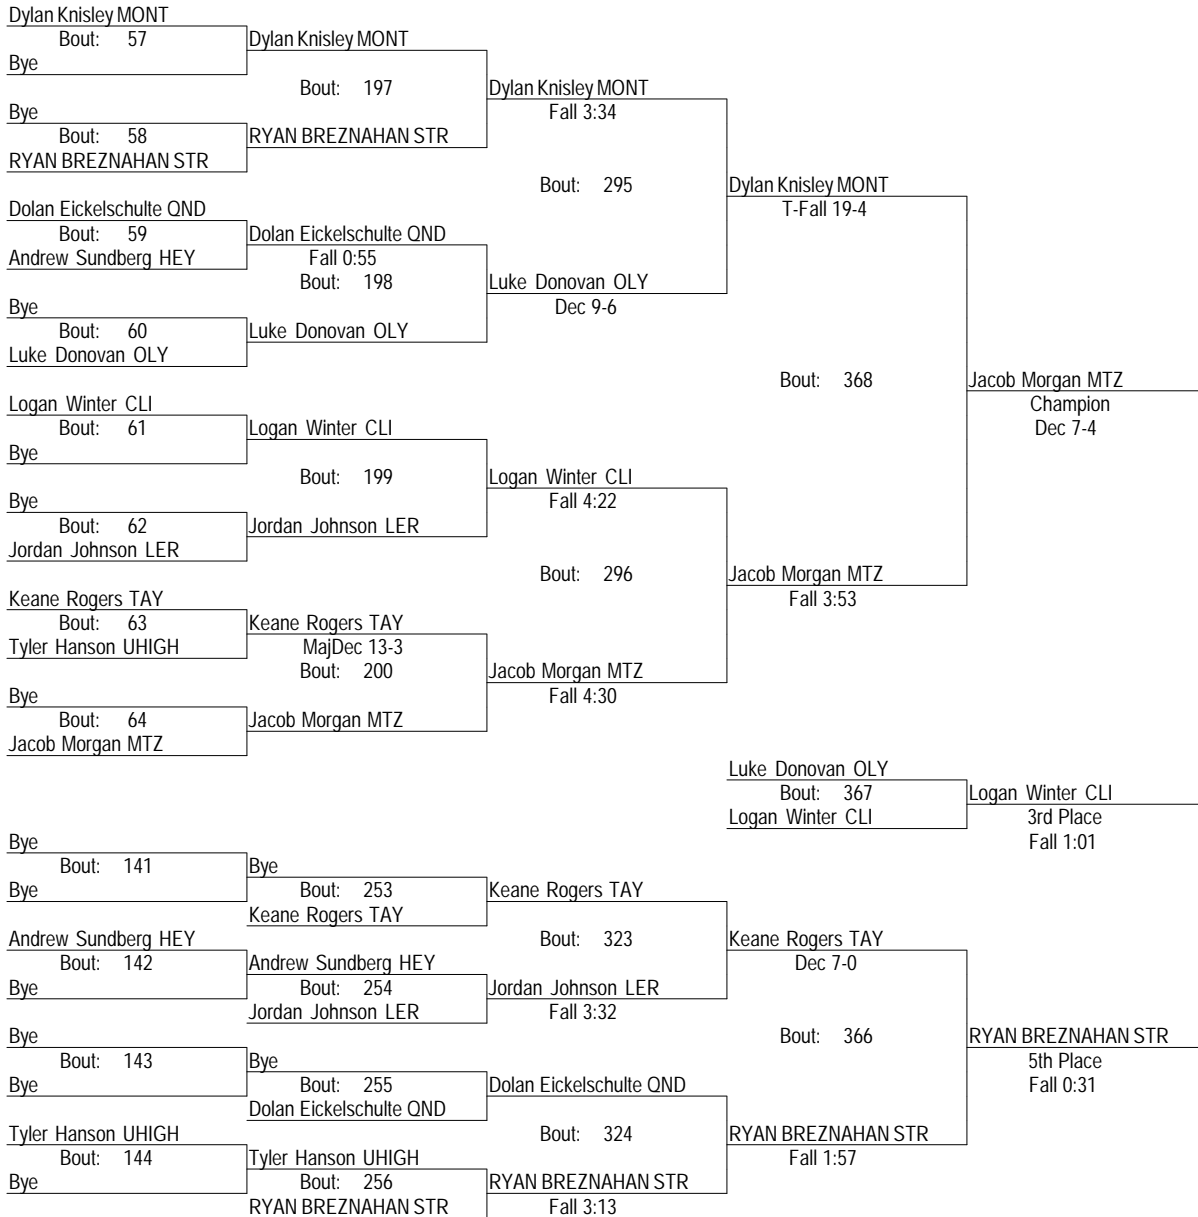 Dylan Knisley MONT
Bout: 57
Dylan Knisley MONT
Bye
Bout: 197
Dylan Knisley MONT
Bye
Fall 3:34
Bout: 58
RYAN BREZNAHAN STR
RYAN BREZNAHAN STR
Bout: 295
Dylan Knisley MONT
Dolan Eickelschulte QND
T-Fall 19-4
Bout: 59
Dolan Eickelschulte QND
Andrew Sundberg HEY
Fall 0:55
Bout: 198
Luke Donovan OLY
Bye
Dec 9-6
Bout: 60
Luke Donovan OLY
Luke Donovan OLY
Bout: 368
Jacob Morgan MTZ
Logan Winter CLI
Champion
Bout: 61
Logan Winter CLI
Dec 7-4
Bye
Bout: 199
Logan Winter CLI
Bye
Fall 4:22
Bout: 62
Jordan Johnson LER
Jordan Johnson LER
Bout: 296
Jacob Morgan MTZ
Keane Rogers TAY
Fall 3:53
Bout: 63
Keane Rogers TAY
Tyler Hanson UHIGH
MajDec 13-3
Bout: 200
Jacob Morgan MTZ
Bye
Fall 4:30
Bout: 64
Jacob Morgan MTZ
Jacob Morgan MTZ
Luke Donovan OLY
Bout: 367
Logan Winter CLI
Logan Winter CLI
3rd Place
Fall 1:01
Bye
Bout: 141
Bye
Bye
Bout: 253
Keane Rogers TAY
Keane Rogers TAY
Andrew Sundberg HEY
Bout: 323
Keane Rogers TAY
Bout: 142
Andrew Sundberg HEY
Dec 7-0
Bye
Bout: 254
Jordan Johnson LER
Jordan Johnson LER
Fall 3:32
Bye
Bout: 366
RYAN BREZNAHAN STR
Bout: 143
Bye
5th Place
Bye
Bout: 255
Dolan Eickelschulte QND
Fall 0:31
Dolan Eickelschulte QND
Tyler Hanson UHIGH
Bout: 324
RYAN BREZNAHAN STR
Bout: 144
Tyler Hanson UHIGH
Fall 1:57
Bye
Bout: 256
RYAN BREZNAHAN STR
RYAN BREZNAHAN STR
Fall 3:13